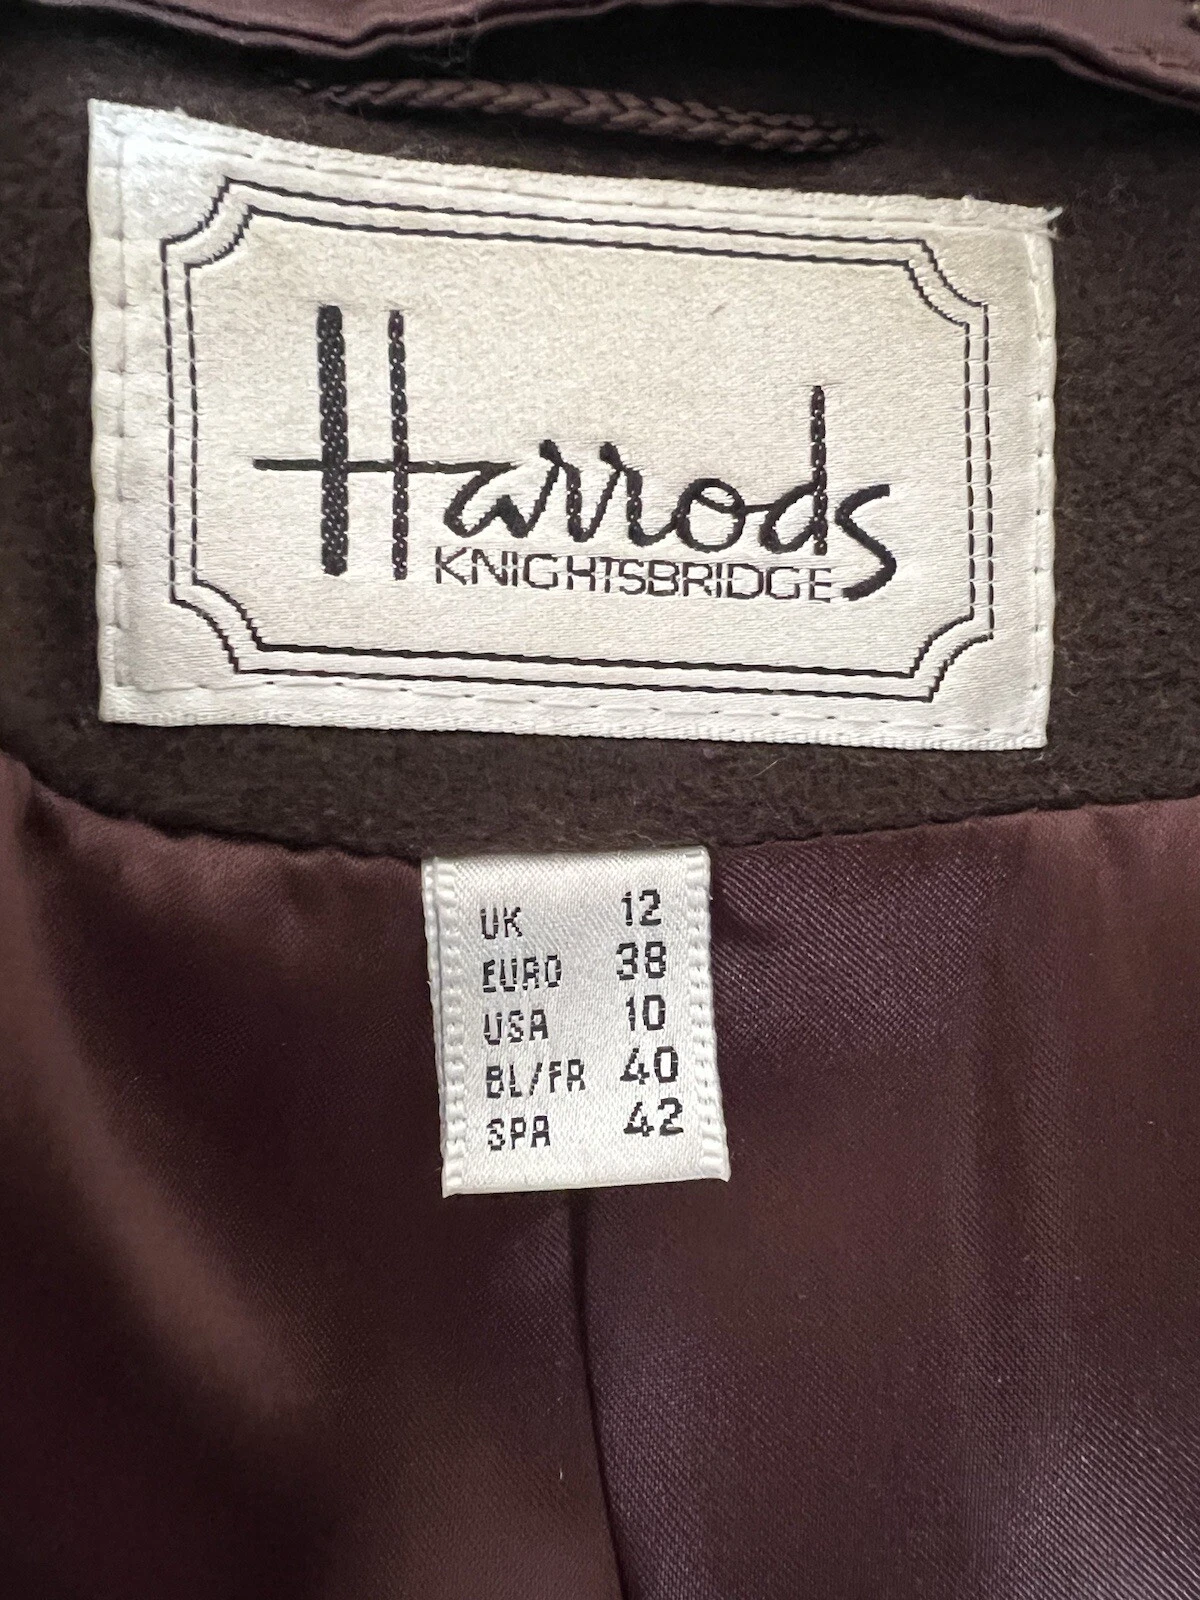 Harrods
KNIGHTSBRIDGE
UK 12
EURO 38
USA 10
BL/FR 40
SPA 42